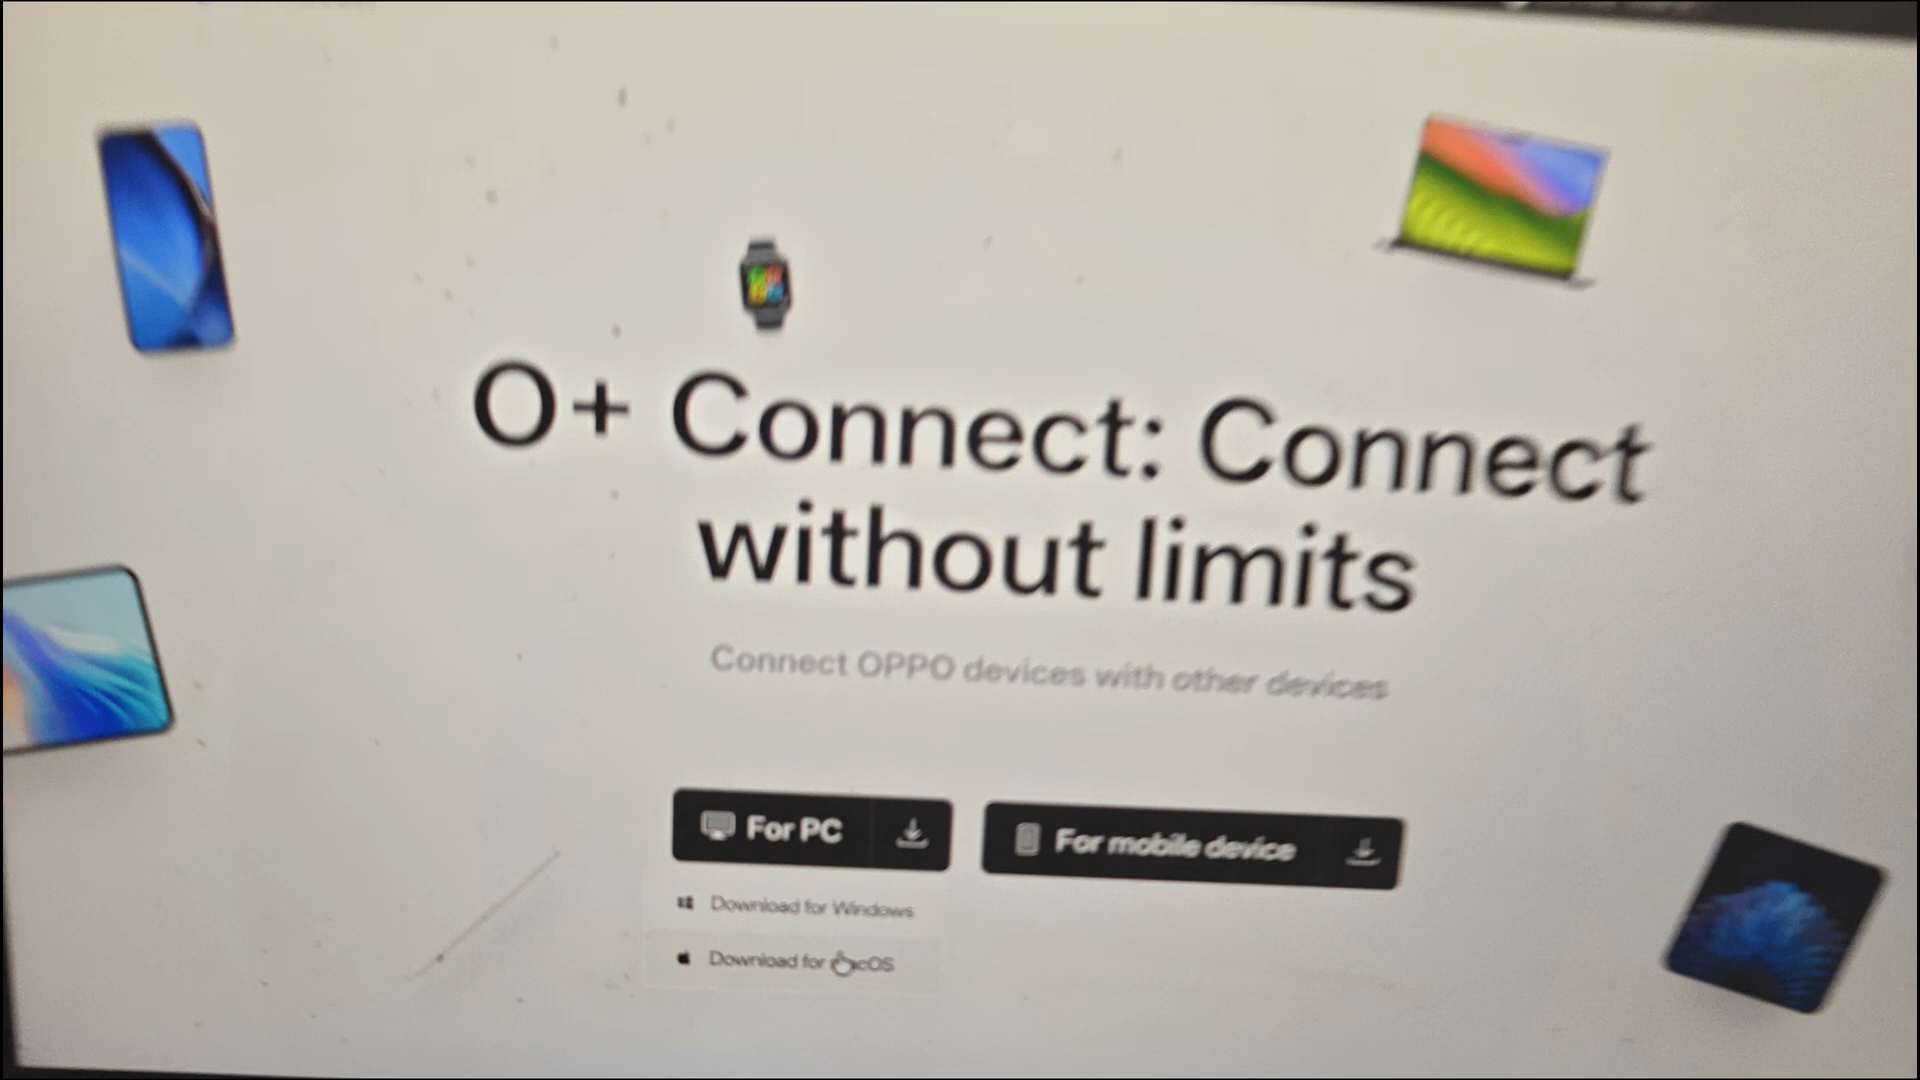 O+ Connect: Connect
without limits
Connect OPPO devices with other devices
For PC
For mobile device
Download for Windows
Download for